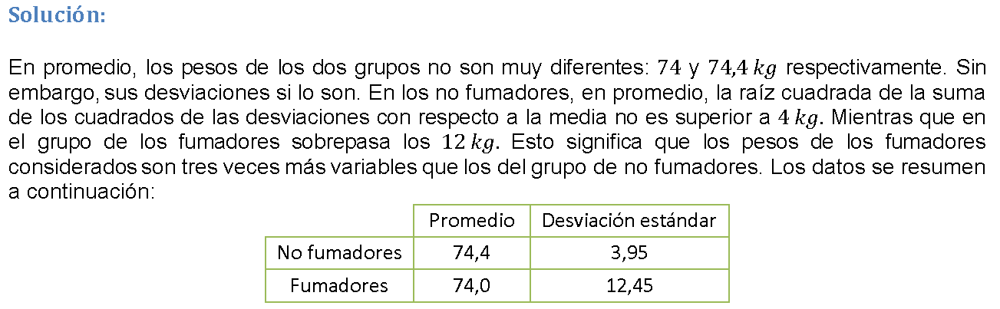 Solución:
En promedio, los pesos de los dos grupos no son muy diferentes: 74 y 74,4 kg respectivamente. Sin
embargo, sus desviaciones si lo son. En los no fumadores, en promedio, la raíz cuadrada de la suma
de los cuadrados de las desviaciones con respecto a la media no es superior a 4 kg. Mientras que en
el grupo de los fumadores sobrepasa los 12 kg. Esto significa que los pesos de los fumadores
considerados son tres veces más variables que los del grupo de no fumadores. Los datos se resumen
a continuación:
Promedio Desviación estándar
No fumadores 74,4 3,95
Fumadores 74,0 12,45